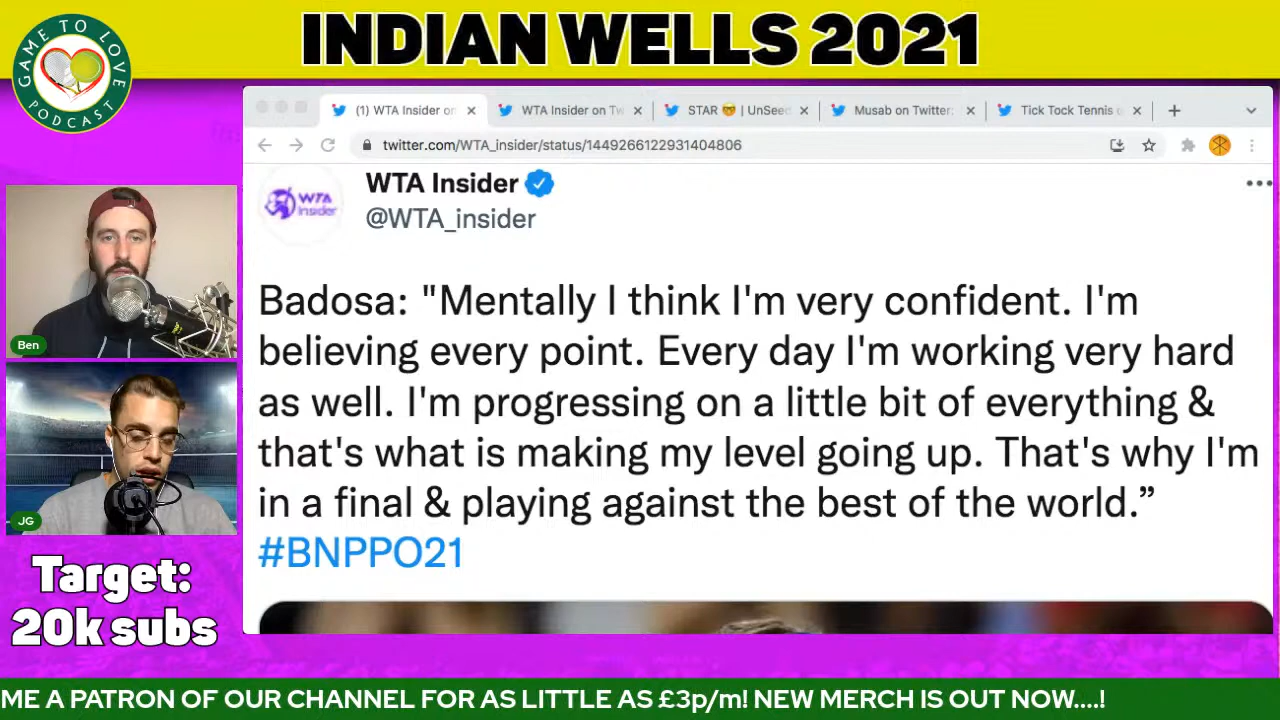 INDIAN WELLS 2021
GAME TO LOVE
PODCAST
(1) WTA Insider on
WTA Insider on Tw
STAR 🤓 | UnSeed
Musab on Twitter:
Tick Tock Tennis o
twitter.com/WTA_insider/status/1449266122931404806
WTA Insider
WTA Insider
@WTA_insider
Badosa: "Mentally I think I'm very confident. I'm
believing every point. Every day I'm working very hard
as well. I'm progressing on a little bit of everything &
that's what is making my level going up. That's why I'm
in a final & playing against the best of the world.”
#BNPPO21
Ben
JG
Target:
20k subs
ME A PATRON OF OUR CHANNEL FOR AS LITTLE AS £3p/m! NEW MERCH IS OUT NOW....!